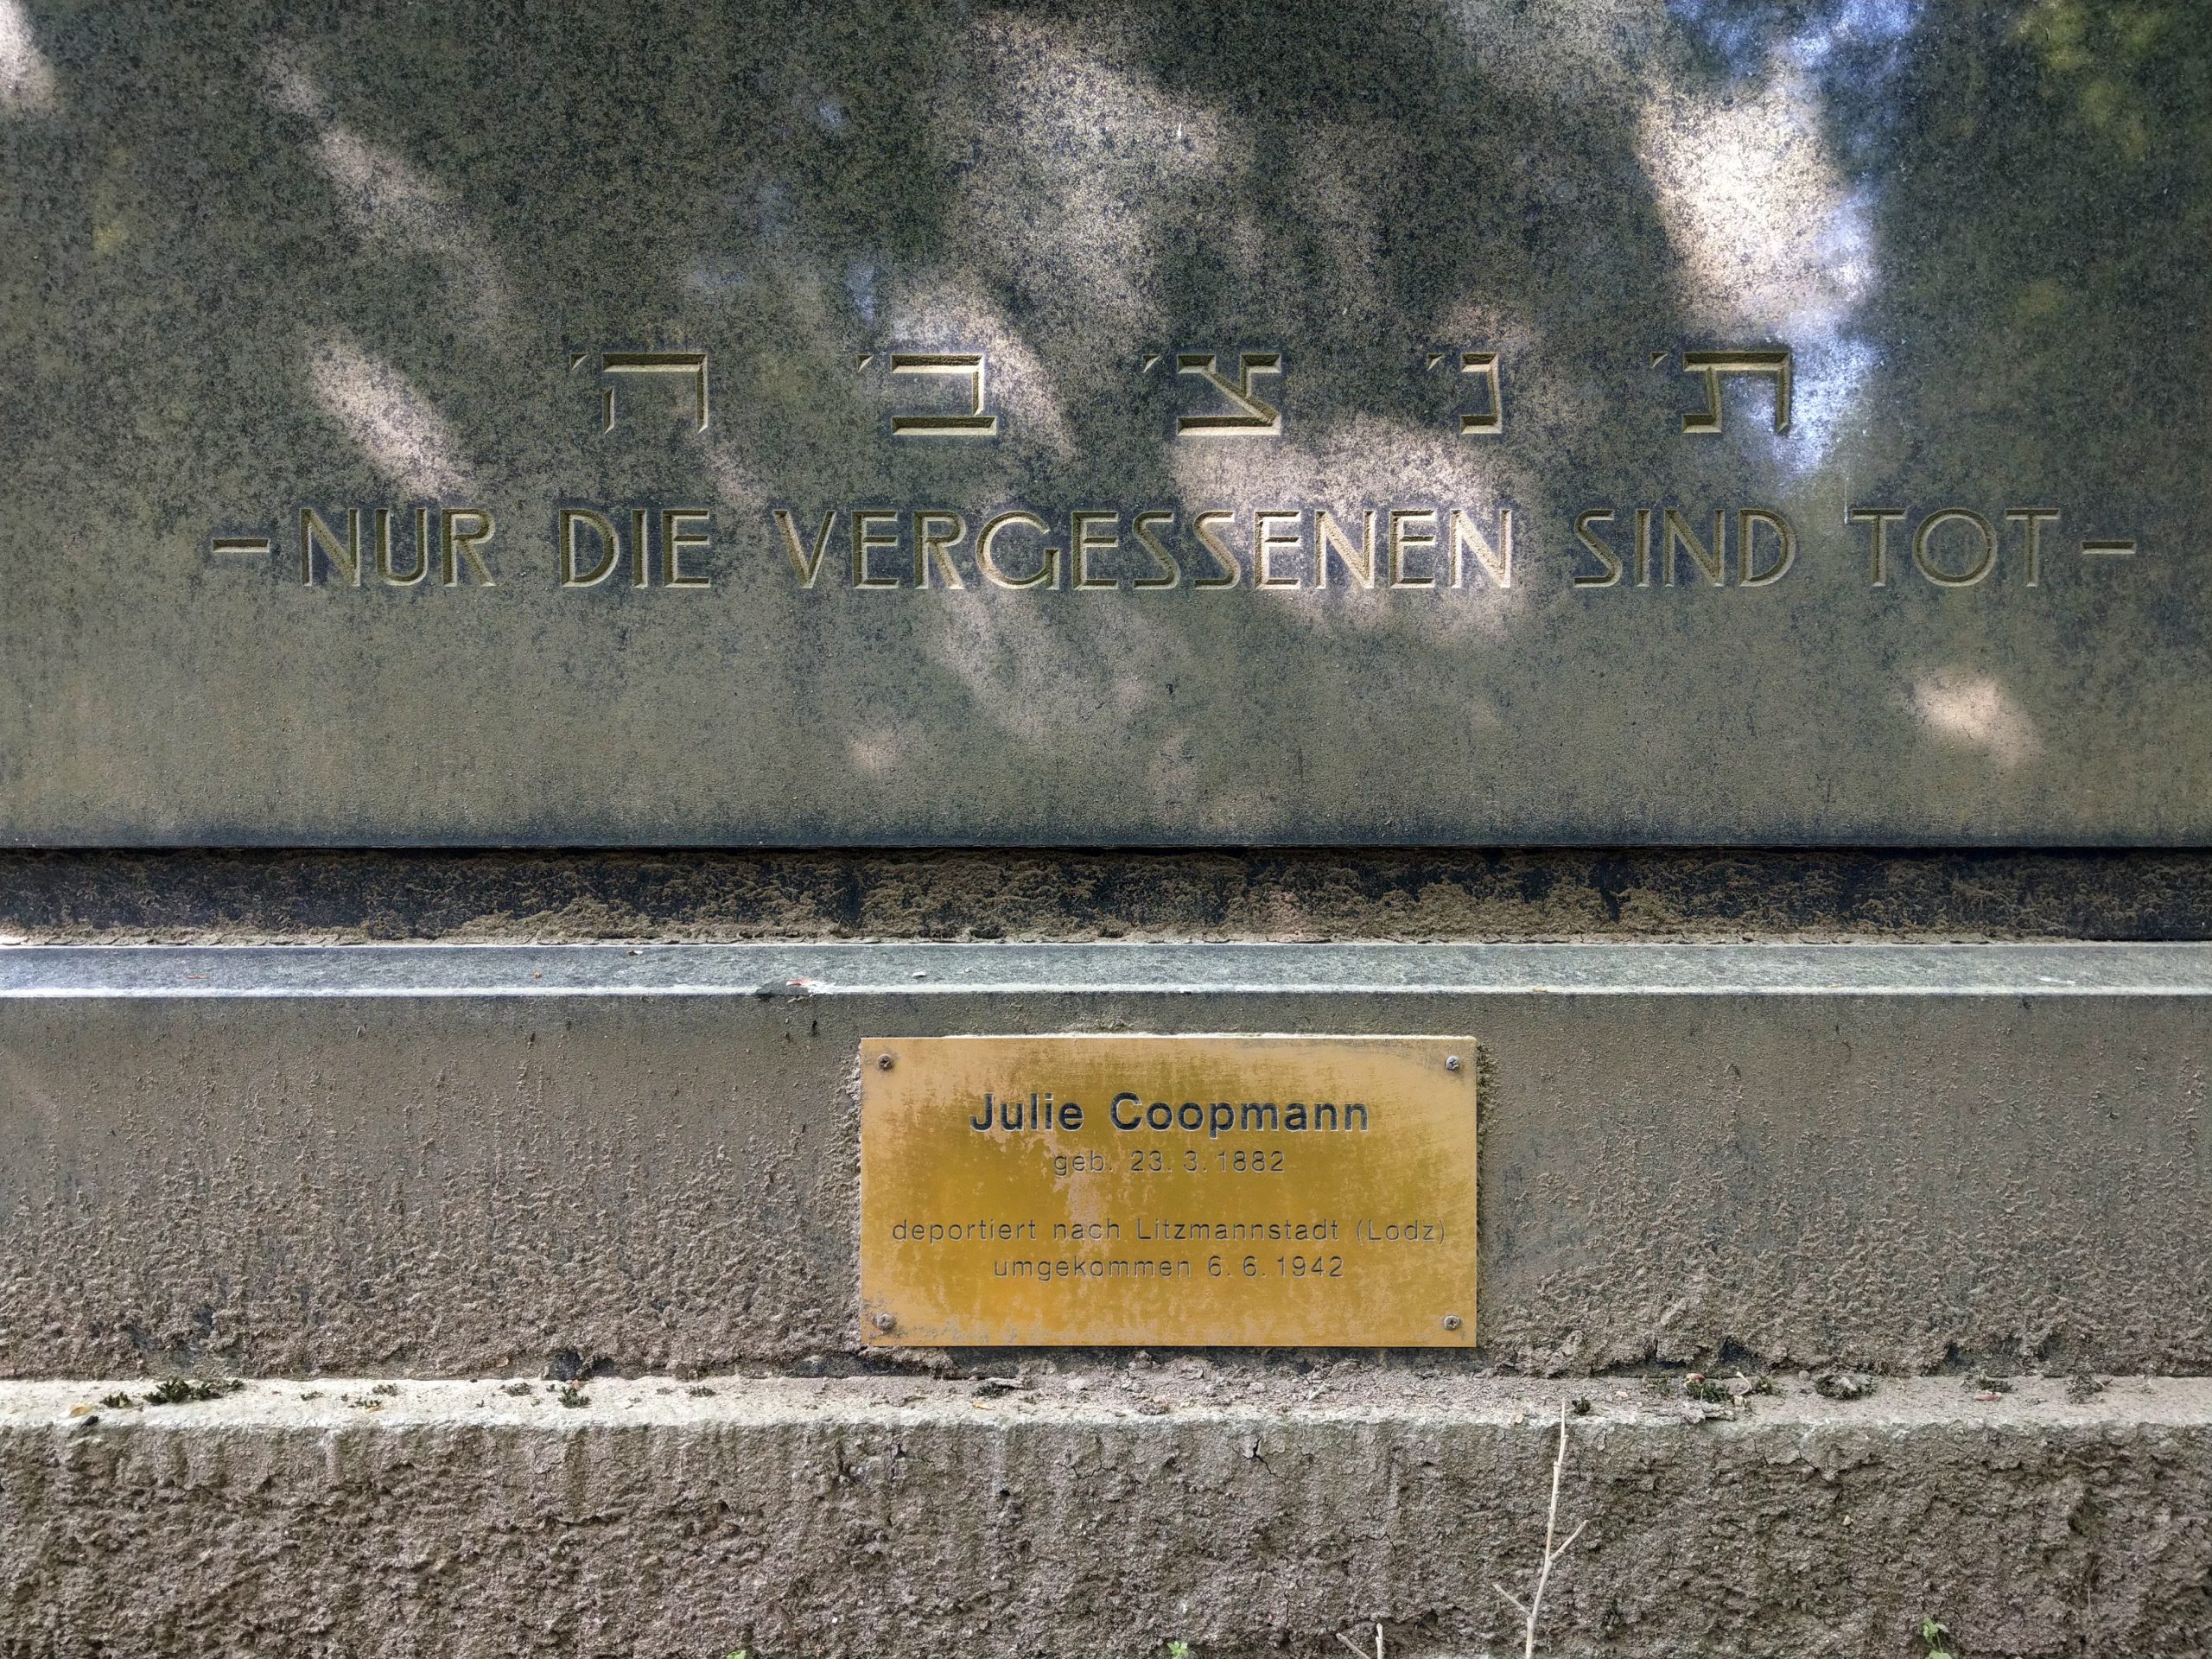 ת׳ נ׳ צ׳ ב׳ ה׳
– NUR DIE VERGESSENEN SIND TOT –
Julie Coopmann
geb. 23. 3. 1882
deportiert nach Litzmannstadt (Lodz)
umgekommen 6. 6. 1942